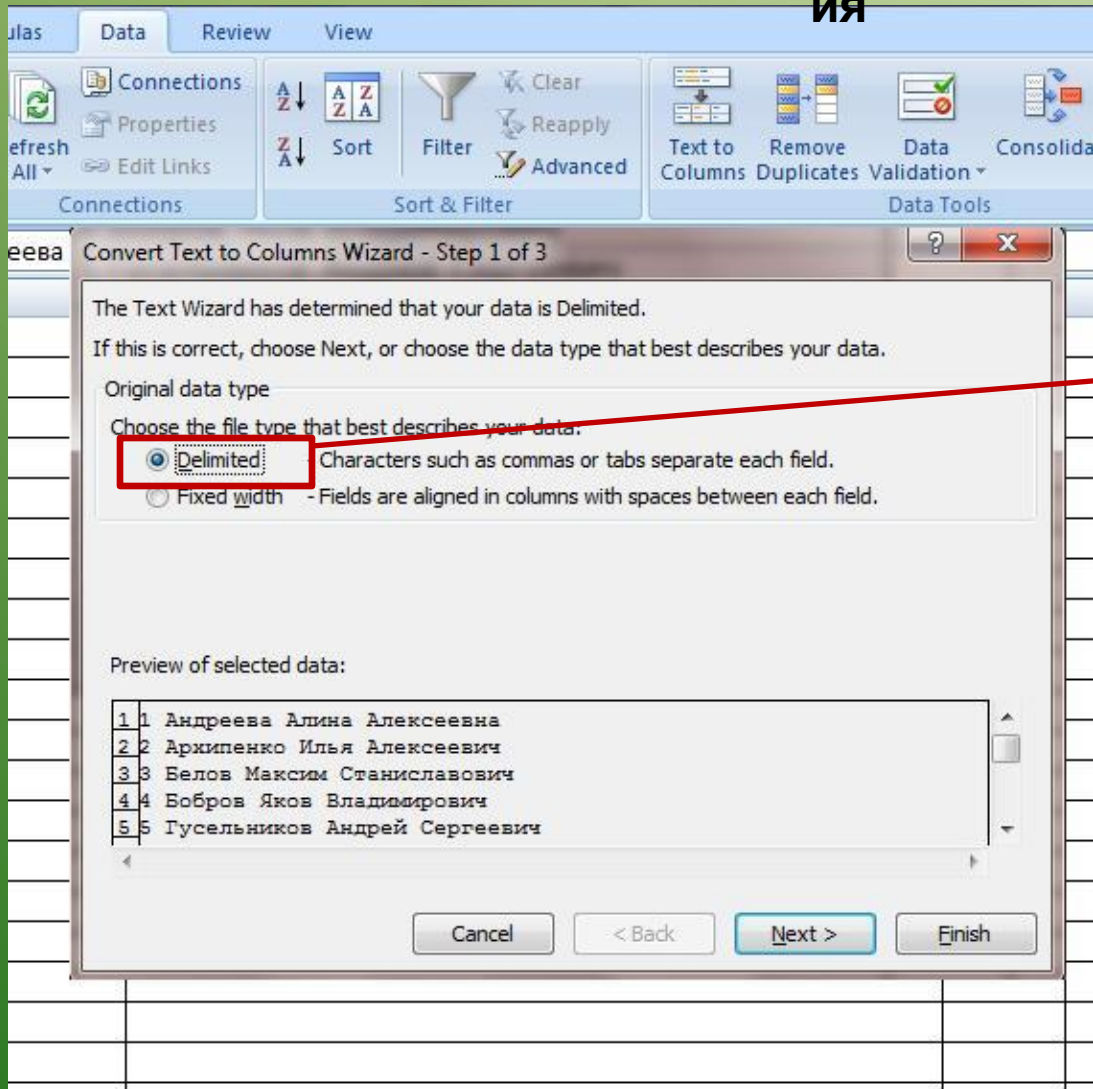 ия
ulas Data Review View
Connections Clear
Properties Reapply
efresh Sort Filter Text to Remove Data Consolida
All Edit Links Advanced Columns Duplicates Validation
Connections Sort & Filter Data Tools
еева Convert Text to Columns Wizard - Step 1 of 3
The Text Wizard has determined that your data is Delimited.
If this is correct, choose Next, or choose the data type that best describes your data.
Original data type
Choose the file type that best describes your data:
Delimited - Characters such as commas or tabs separate each field.
Fixed width - Fields are aligned in columns with spaces between each field.
Preview of selected data:
1 1 Андреева Алина Алексеевна
2 2 Архипенко Илья Алексеевич
3 3 Белов Максим Станиславович
4 4 Бобров Яков Владимирович
5 5 Гусельников Андрей Сергеевич
Cancel < Back Next > Finish